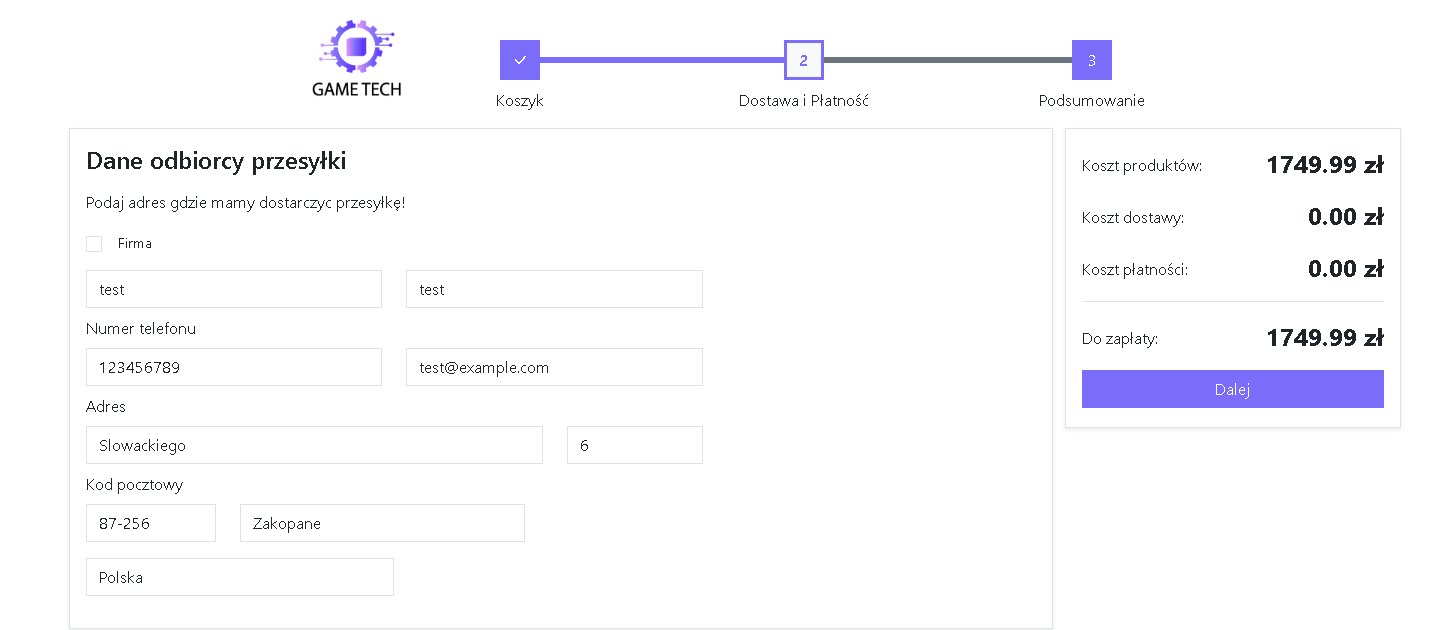 GAME TECH
2
3
Koszyk
Dostawa i Płatność
Podsumowanie
Dane odbiorcy przesyłki
Podaj adres gdzie mamy dostarczyc przesyłkę!
Firma
test test
Numer telefonu
123456789 test@example.com
Adres
Slowackiego 6
Kod pocztowy
87-256 Zakopane
Polska
Koszt produktów: 1749.99 zł
Koszt dostawy: 0.00 zł
Koszt płatności: 0.00 zł
Do zapłaty: 1749.99 zł
Dalej